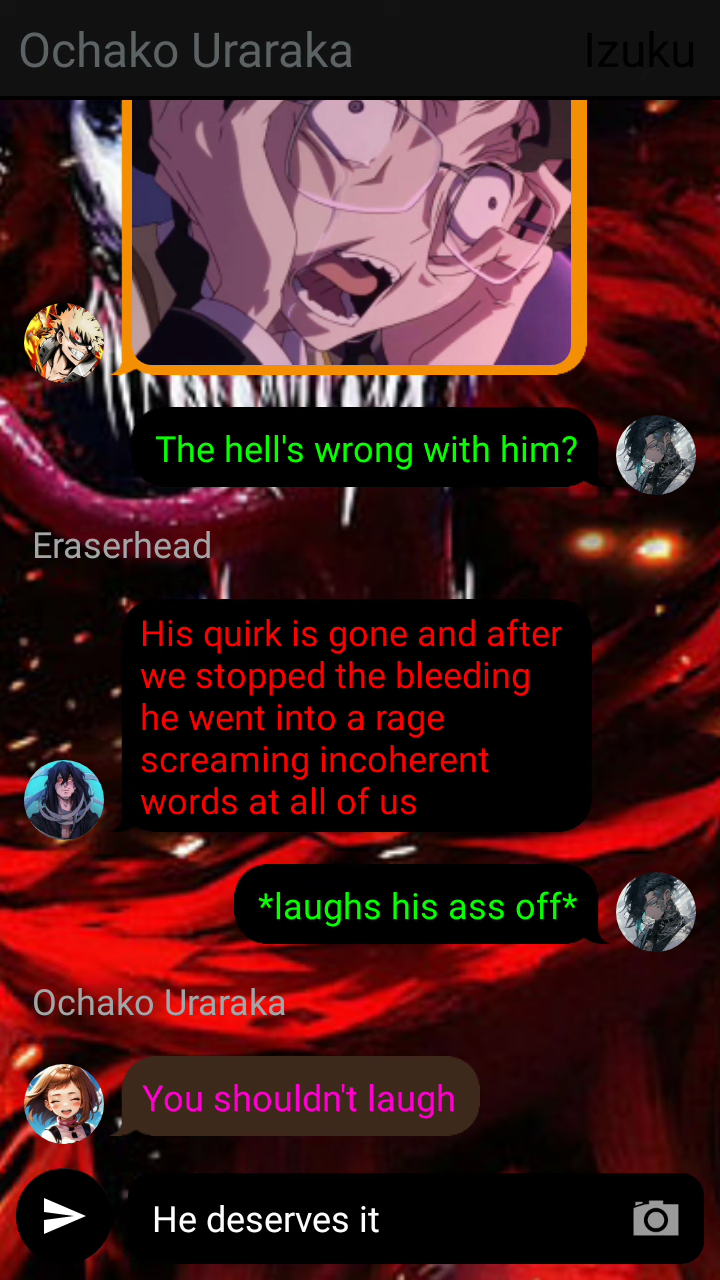 Ochako Uraraka
Izuku
The hell's wrong with him?
Eraserhead
His quirk is gone and after
we stopped the bleeding
he went into a rage
screaming incoherent
words at all of us
*laughs his ass off*
Ochako Uraraka
You shouldn't laugh
He deserves it